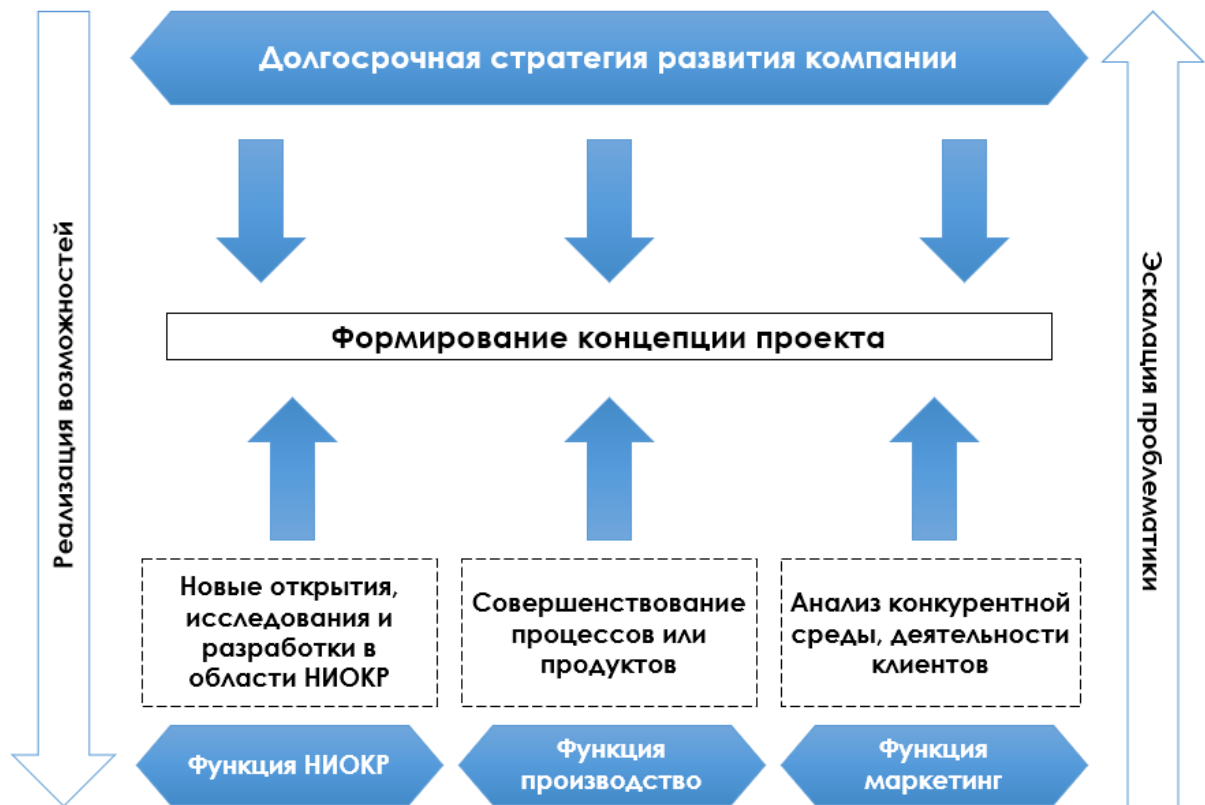 Долгосрочная стратегия развития компании
Реализация возможностей
Эскалация проблематики
Формирование концепции проекта
Новые открытия,
исследования и
разработки в
области НИОКР
Совершенствование
процессов или
продуктов
Анализ конкурентной
среды, деятельности
клиентов
Функция НИОКР
Функция
производство
Функция
маркетинг